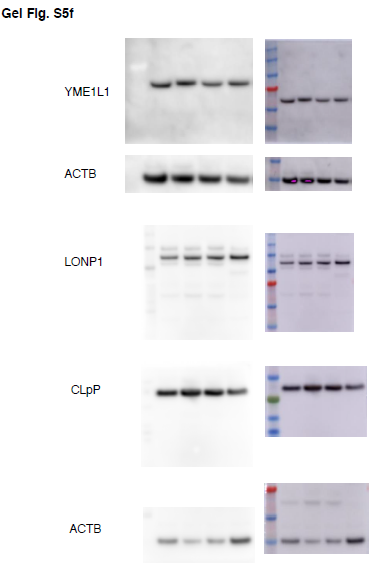 Gel Fig. S5f
YME1L1
ACTB
LONP1
CLpP
ACTB